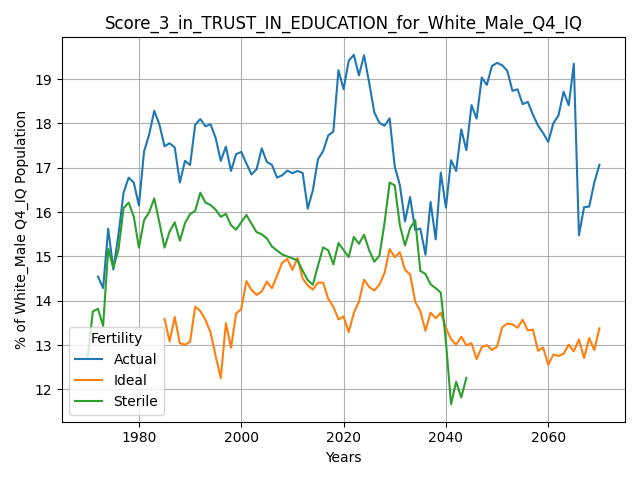 Score_3_in_TRUST_IN_EDUCATION_for_White_Male_Q4_IQ
% of White_Male Q4_IQ Population
19
18
17
16
15
14
13
12
Fertility
Actual
Ideal
Sterile
1980
2000
2020
2040
2060
Years